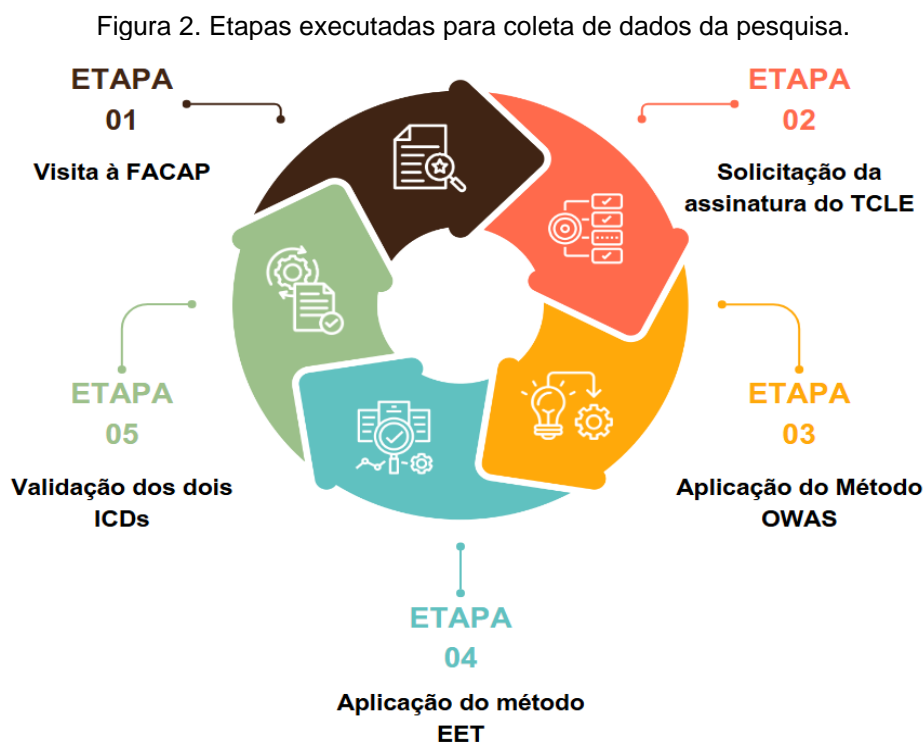 Figura 2. Etapas executadas para coleta de dados da pesquisa.
ETAPA
01
Visita à FACAP
ETAPA
02
Solicitação da
assinatura do TCLE
ETAPA
03
Aplicação do Método
OWAS
ETAPA
04
Aplicação do método
EET
ETAPA
05
Validação dos dois
ICDs